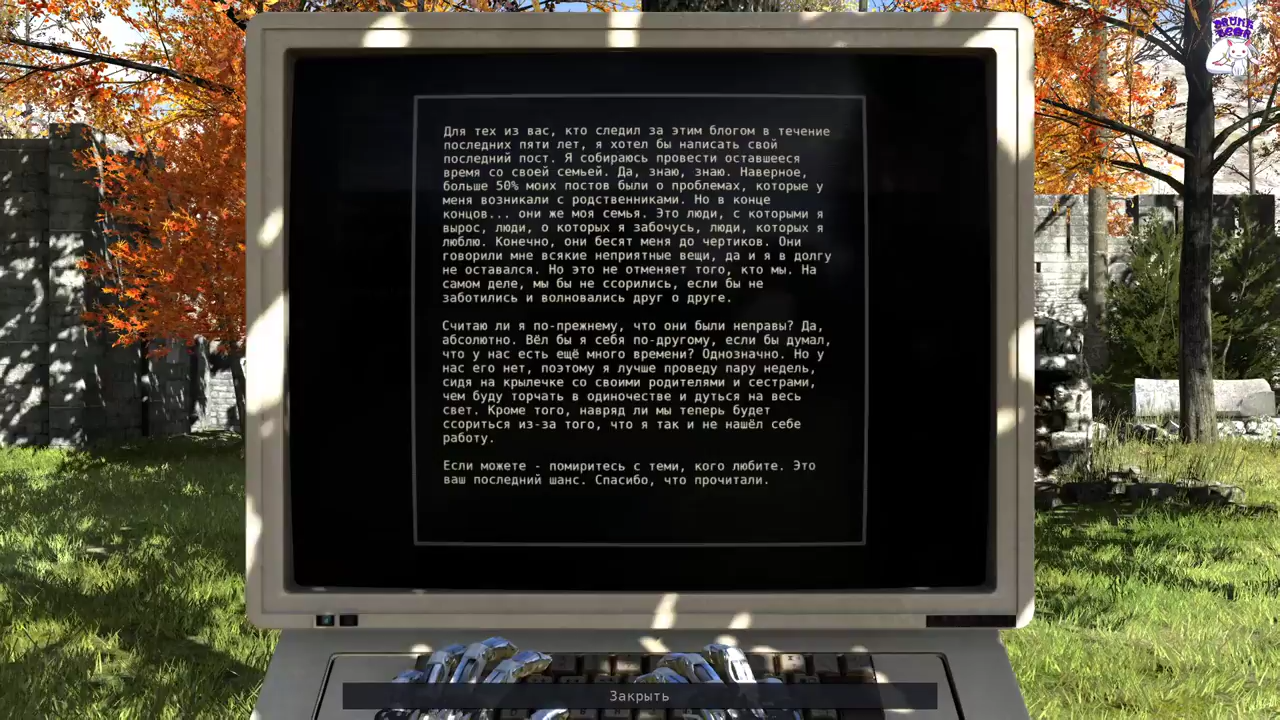 DRUNK
BEAR
Для тех из вас, кто следил за этим блогом в течение
последних пяти лет, я хотел бы написать свой
последний пост. Я собираюсь провести оставшееся
время со своей семьей. Да, знаю, знаю. Наверное,
больше 50% моих постов были о проблемах, которые у
меня возникали с родственниками. Но в конце
концов... они же моя семья. Это люди, с которыми я
вырос, люди, о которых я забочусь, люди, которых я
люблю. Конечно, они бесят меня до чертиков. Они
говорили мне всякие неприятные вещи, да и я в долгу
не оставался. Но это не отменяет того, кто мы. На
самом деле, мы бы не ссорились, если бы не
заботились и волновались друг о друге.
Считаю ли я по-прежнему, что они были неправы? Да,
абсолютно. Вёл бы я себя по-другому, если бы думал,
что у нас есть ещё много времени? Однозначно. Но у
нас его нет, поэтому я лучше проведу пару недель,
сидя на крылечке со своими родителями и сестрами,
чем буду торчать в одиночестве и дуться на весь
свет. Кроме того, навряд ли мы теперь будет
ссориться из-за того, что я так и не нашёл себе
работу.
Если можете - помиритесь с теми, кого любите. Это
ваш последний шанс. Спасибо, что прочитали.
Закрыть